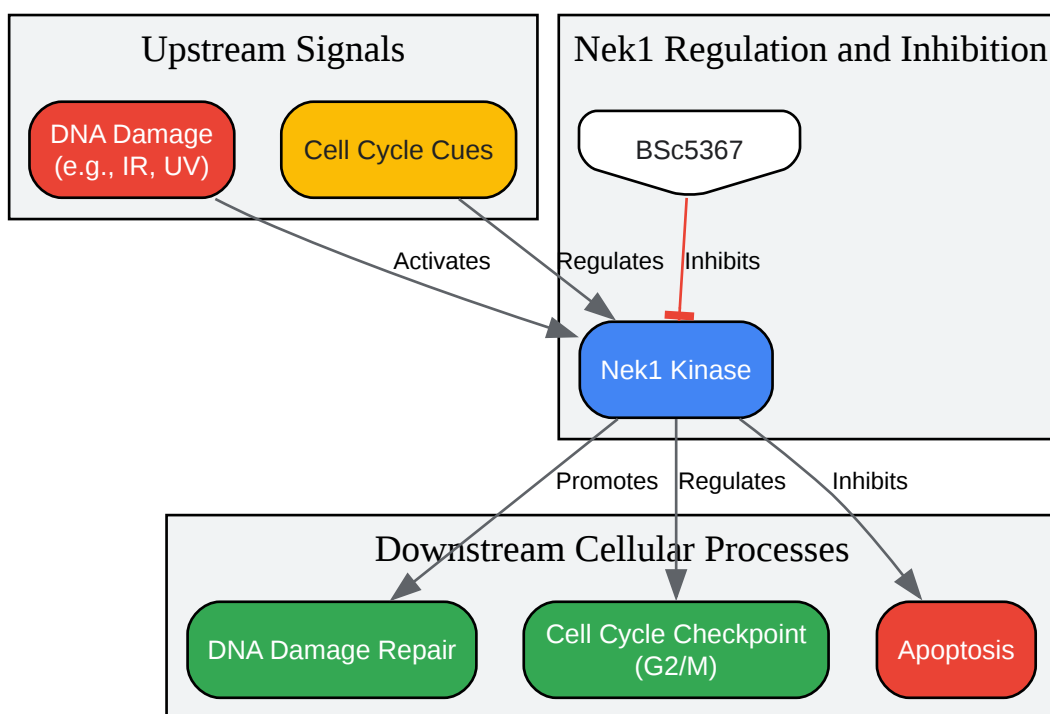 Upstream Signals
Nek1 Regulation and Inhibition
DNA Damage
(e.g., IR, UV)
Cell Cycle Cues
BSc5367
Activates
Regulates
Inhibits
Nek1 Kinase
Promotes
Regulates
Inhibits
Downstream Cellular Processes
DNA Damage Repair
Cell Cycle Checkpoint
(G2/M)
Apoptosis